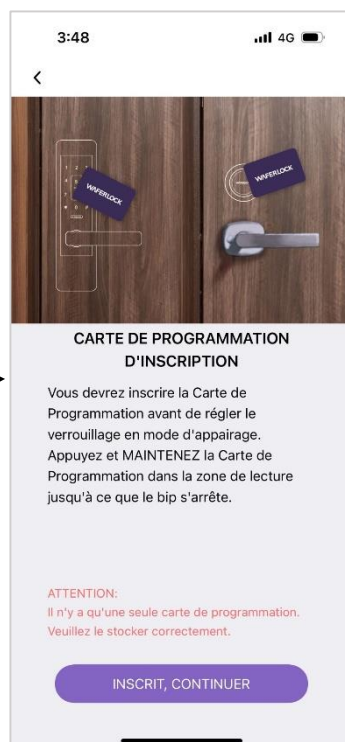 3:48
4G
WAFERLOCK
WAFERLOCK
CARTE DE PROGRAMMATION
D'INSCRIPTION
Vous devrez inscrire la Carte de
Programmation avant de régler le
verrouillage en mode d'appairage.
Appuyez et MAINTENEZ la Carte de
Programmation dans la zone de lecture
jusqu'à ce que le bip s'arrête.
ATTENTION:
Il n'y a qu'une seule carte de programmation.
Veuillez le stocker correctement.
INSCRIT, CONTINUER